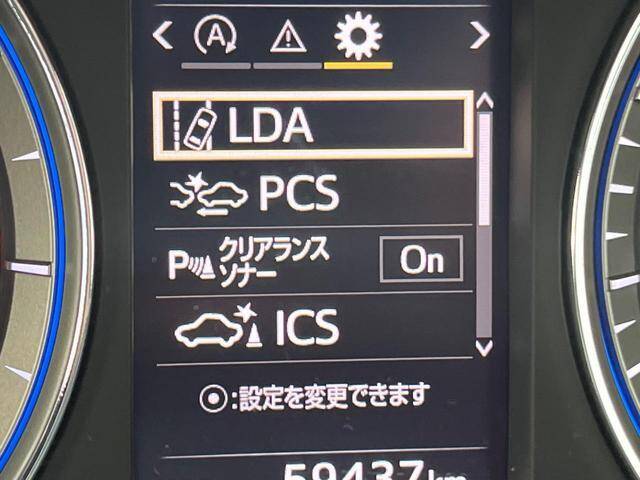 LDA
PCS
P クリアランス
ソナー On
ICS
:設定を変更できます
59437km